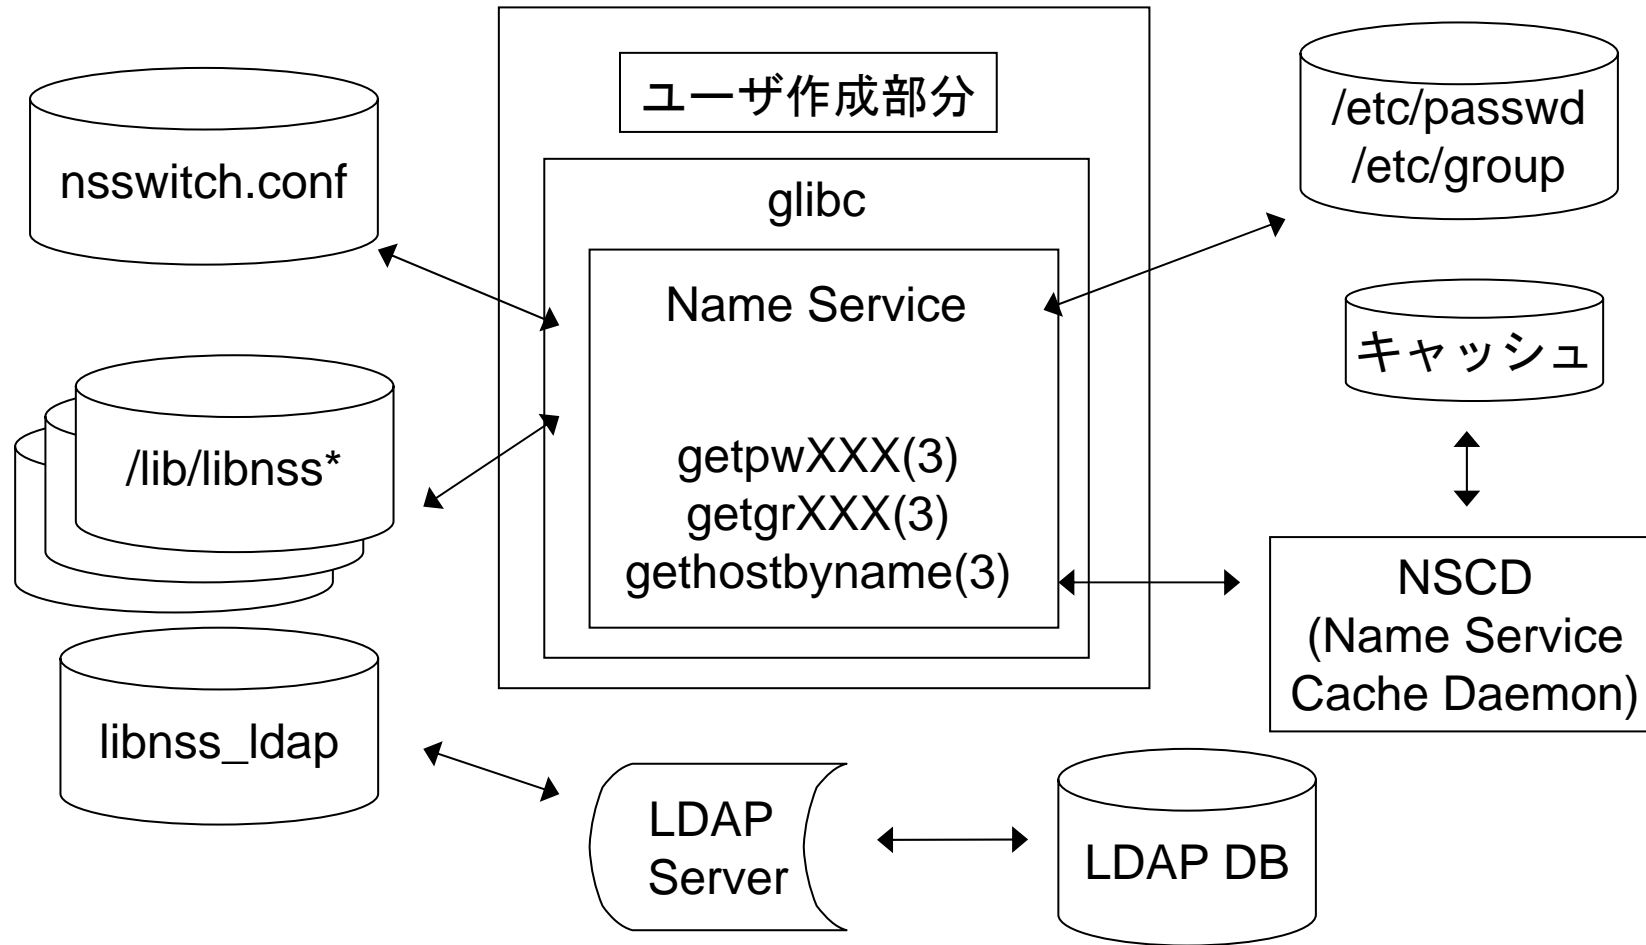 ユーザ作成部分
nsswitch.conf
glibc
/etc/passwd
/etc/group
Name Service
キャッシュ
/lib/libnss*
getpwXXX(3)
getgrXXX(3)
gethostbyname(3)
NSCD
(Name Service
Cache Daemon)
libnss_ldap
LDAP
Server
LDAP DB